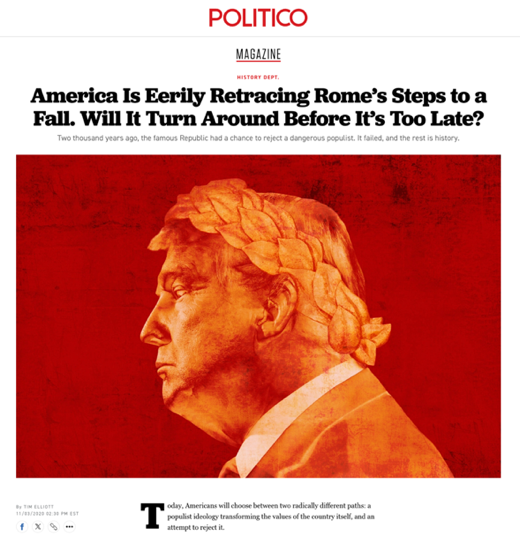 POLITICO
MAGAZINE
HISTORY DEPT.
America Is Eerily Retracing Rome's Steps to a
Fall. Will It Turn Around Before It's Too Late?
Two thousand years ago, the famous Republic had a chance to reject a dangerous populist. It failed, and the rest is history.
By TIM ELLIOTT
11/03/2020 02:30 PM EST
Today, Americans will choose between two radically different paths: a
populist ideology transforming the values of the country itself, and an
attempt to reject it.